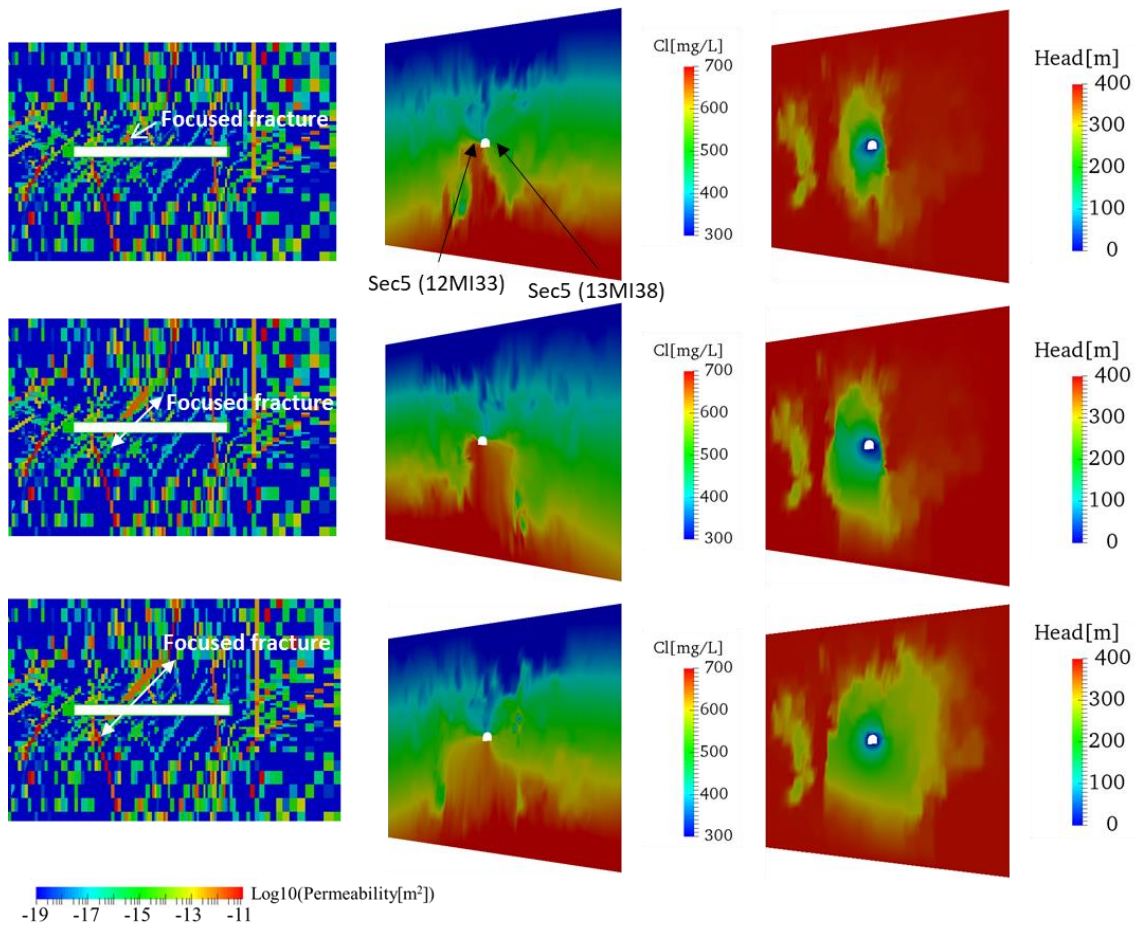 Focused fracture
Cl[mg/L]
700
600
500
400
300
Sec5 (12MI33)
Sec5 (13MI38)
Head[m]
400
300
200
100
0
Focused fracture
Cl[mg/L]
700
600
500
400
300
Head[m]
400
300
200
100
0
Focused fracture
Cl[mg/L]
700
600
500
400
300
Head[m]
400
300
200
100
0
Log10(Permeability[m²])
-19 -17 -15 -13 -11